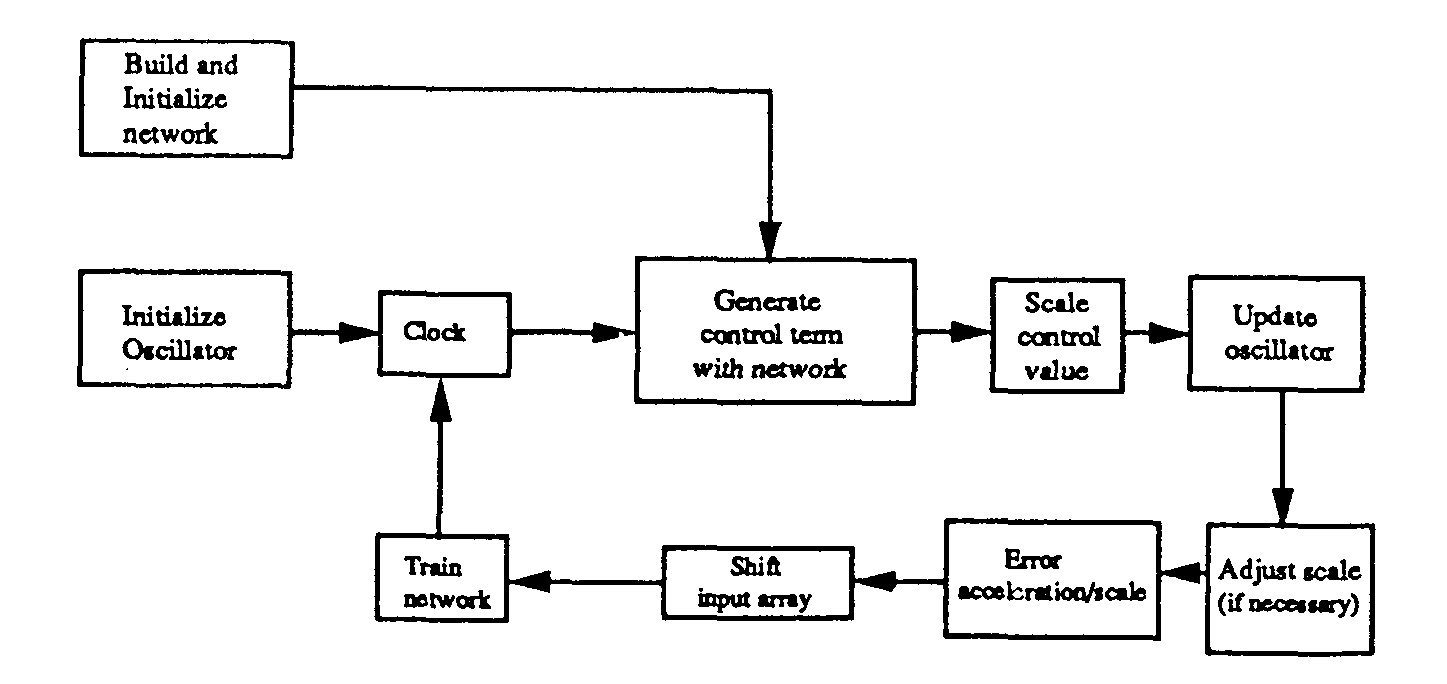 Build and
Initialize
network
Initialize
Oscillator
Clock
Generate
control term
with network
Scale
control
value
Update
oscillator
Train
network
Shift
input array
Error
acceleration/scale
Adjust scale
(if necessary)